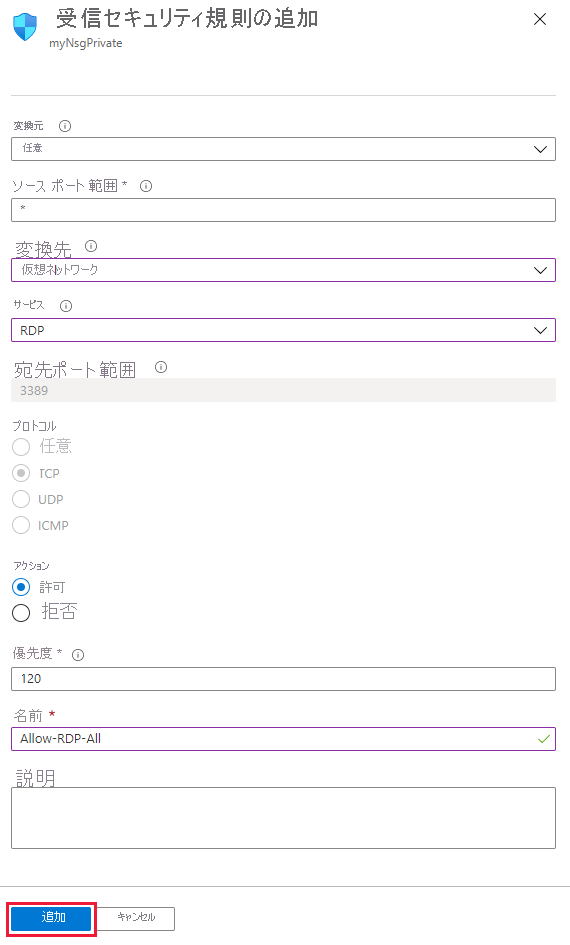 受信セキュリティ規則の追加
myNsgPrivate
変換元
任意
ソース ポート範囲 *
*
変換先
仮想ネットワーク
サービス
RDP
宛先ポート範囲
3389
プロトコル
任意
TCP
UDP
ICMP
アクション
許可
拒否
優先度 *
120
名前 *
Allow-RDP-All
説明
追加 キャンセル